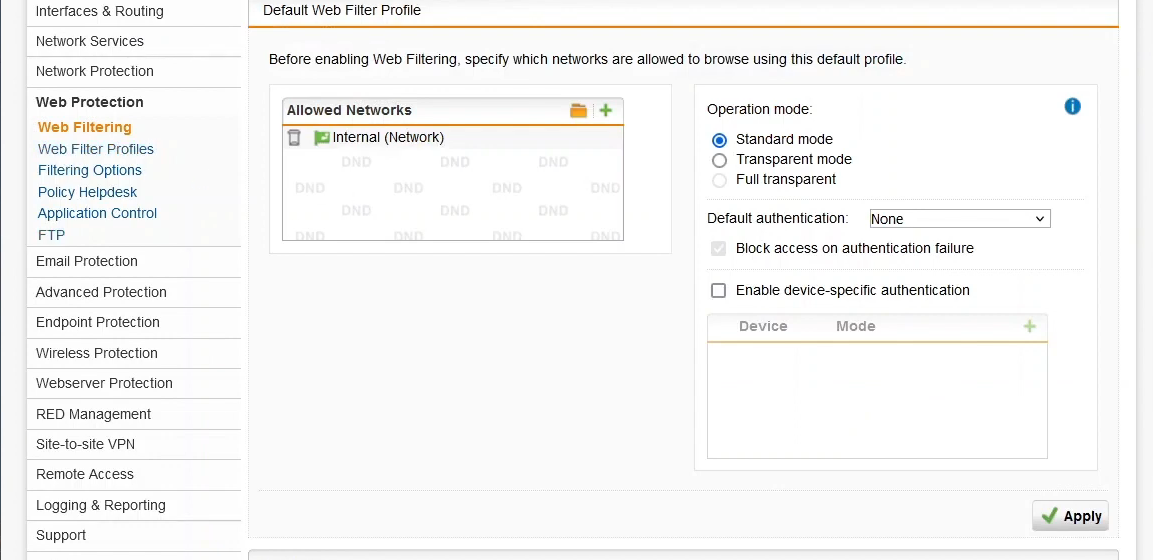 Interfaces & Routing
Network Services
Network Protection
Web Protection
Web Filtering
Web Filter Profiles
Filtering Options
Policy Helpdesk
Application Control
FTP
Email Protection
Advanced Protection
Endpoint Protection
Wireless Protection
Webserver Protection
RED Management
Site-to-site VPN
Remote Access
Logging & Reporting
Support
Default Web Filter Profile
Before enabling Web Filtering, specify which networks are allowed to browse using this default profile.
Allowed Networks
Internal (Network)
DND DND DND
DND DND DND DND
DND DND DND
DND DND DND DND
Operation mode:
Standard mode
Transparent mode
Full transparent
Default authentication: None
Block access on authentication failure
Enable device-specific authentication
Device Mode
Apply